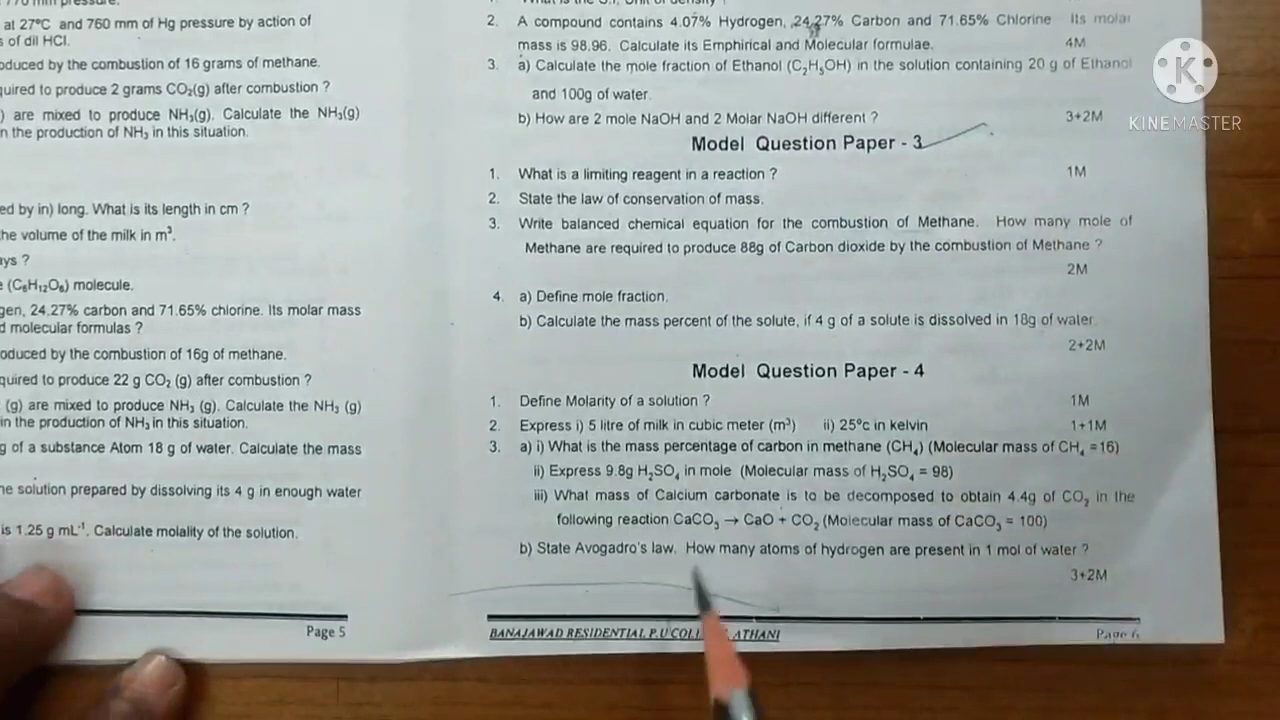 at 27°C and 760 mm of Hg pressure by action of
s of dil HCl.
oduced by the combustion of 16 grams of methane.
quired to produce 2 grams CO₂(g) after combustion ?
) are mixed to produce NH₃(g). Calculate the NH₃(g)
n the production of NH₃ in this situation.
ed by in) long. What is its length in cm ?
he volume of the milk in m³.
ays ?
e (C₆H₁₂O₆) molecule.
gen, 24.27% carbon and 71.65% chlorine. Its molar mass
d molecular formulas ?
oduced by the combustion of 16g of methane.
quired to produce 22 g CO₂ (g) after combustion ?
(g) are mixed to produce NH₃ (g). Calculate the NH₃ (g)
in the production of NH₃ in this situation.
g of a substance Atom 18 g of water. Calculate the mass
ne solution prepared by dissolving its 4 g in enough water
is 1.25 g mL⁻¹. Calculate molality of the solution.
Page 5
2. A compound contains 4.07% Hydrogen, 24.27% Carbon and 71.65% Chlorine Its molar
mass is 98.96. Calculate its Emphirical and Molecular formulae. 4M
3. a) Calculate the mole fraction of Ethanol (C₂H₅OH) in the solution containing 20 g of Ethanol
and 100g of water.
b) How are 2 mole NaOH and 2 Molar NaOH different ? 3+2M
Model Question Paper - 3
1. What is a limiting reagent in a reaction ? 1M
2. State the law of conservation of mass.
3. Write balanced chemical equation for the combustion of Methane. How many mole of
Methane are required to produce 88g of Carbon dioxide by the combustion of Methane ?
2M
4. a) Define mole fraction.
b) Calculate the mass percent of the solute, if 4 g of a solute is dissolved in 18g of water.
2+2M
Model Question Paper - 4
1. Define Molarity of a solution ? 1M
2. Express i) 5 litre of milk in cubic meter (m³) ii) 25°c in kelvin 1+1M
3. a) i) What is the mass percentage of carbon in methane (CH₄) (Molecular mass of CH₄ =16)
ii) Express 9.8g H₂SO₄ in mole (Molecular mass of H₂SO₄ = 98)
iii) What mass of Calcium carbonate is to be decomposed to obtain 4.4g of CO₂ in the
following reaction CaCO₃ → CaO + CO₂ (Molecular mass of CaCO₃ = 100)
b) State Avogadro's law. How many atoms of hydrogen are present in 1 mol of water ?
3+2M
BANAJAWAD RESIDENTIAL P.U ATHANI
Page 6
K
KINEMASTER